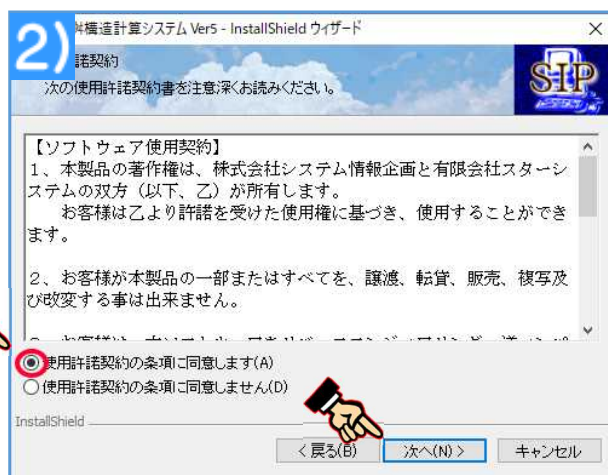 2)
舛構造計算システム Ver5 - InstallShield ウィザード
諾契約
次の使用許諾契約書を注意深くお読みください。
SIP
【ソフトウェア使用契約】
１、本製品の著作権は、株式会社システム情報企画と有限会社スターシ
ステムの双方（以下、乙）が所有します。
お客様は乙より許諾を受けた使用権に基づき、使用することができ
ます。
２、お客様が本製品の一部またはすべてを、譲渡、転貸、販売、複写及
び改変する事は出来ません。
使用許諾契約の条項に同意します(A)
使用許諾契約の条項に同意しません(D)
InstallShield
< 戻る(B)
次へ(N) >
キャンセル